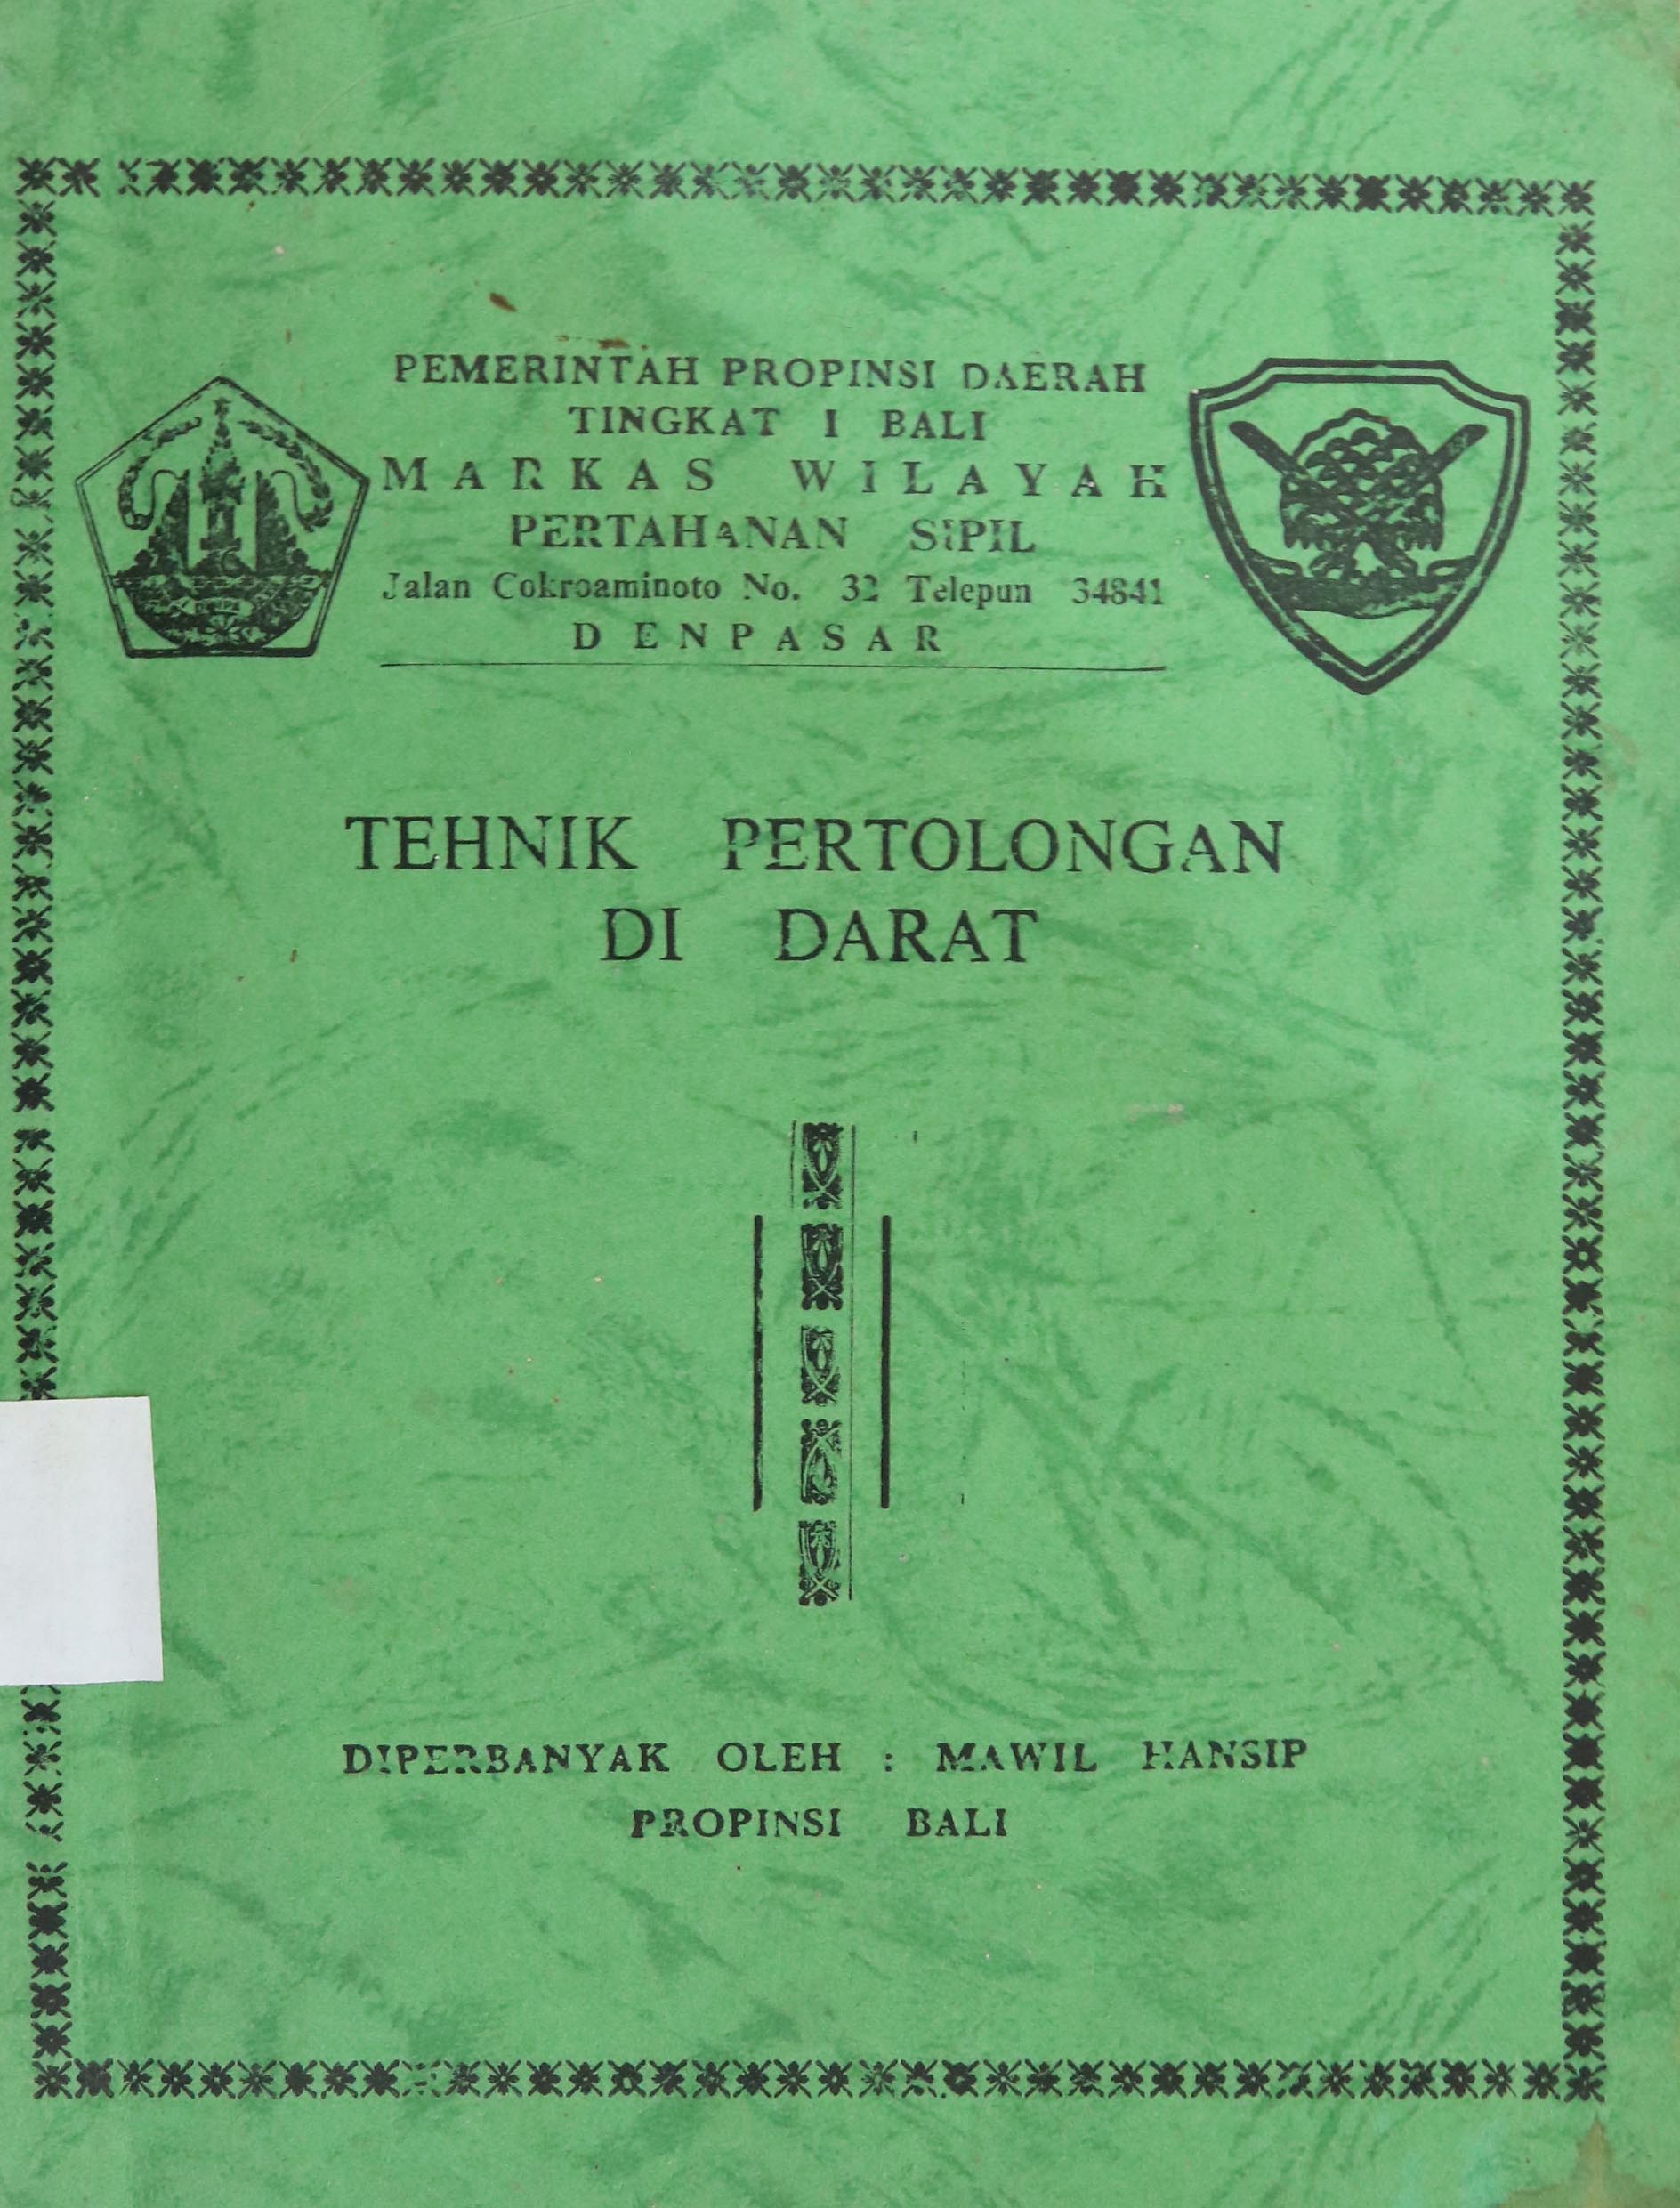 PEMERINTAH PROPINSI DAERAH
TINGKAT I BALI
MARKAS WILAYAH
PERTAHANAN SIPIL
Jalan Cokroaminoto No. 32 Telepun 34841
DENPASAR
TEHNIK PERTOLONGAN
DI DARAT
DIPERBANYAK OLEH : MAWIL HANSIP
PROPINSI BALI